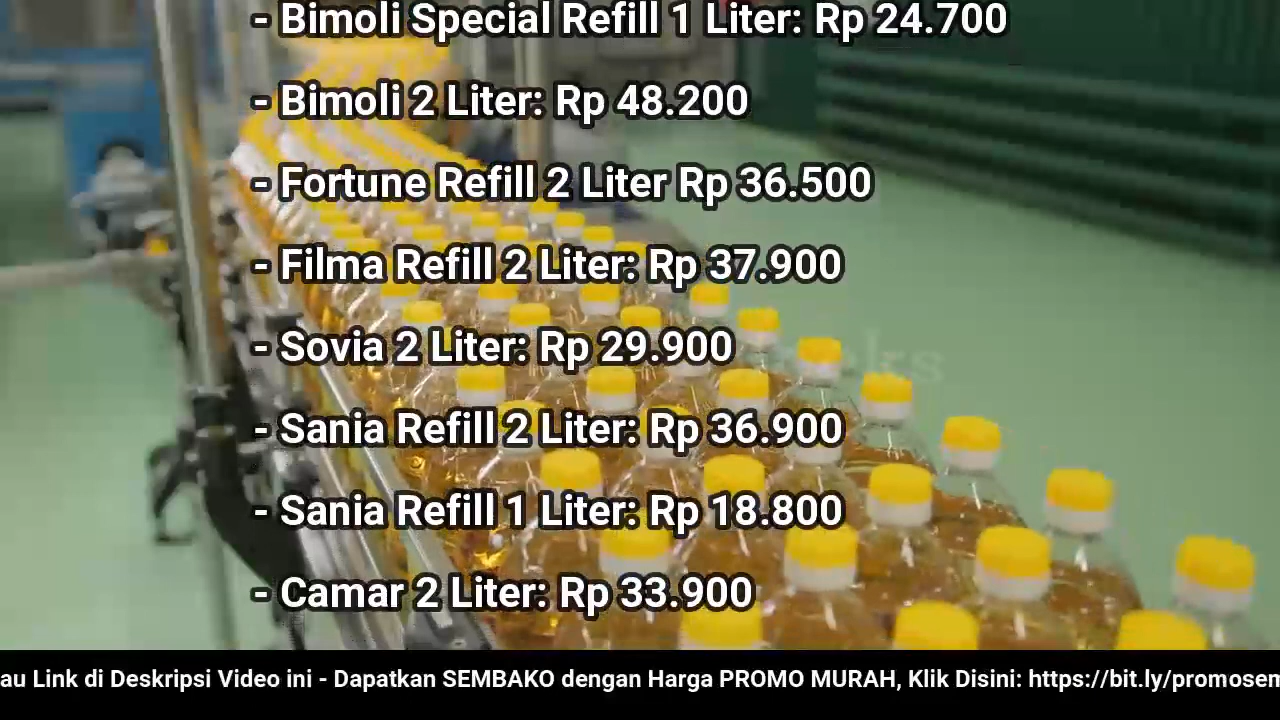 - Bimoli Special Refill 1 Liter: Rp 24.700
- Bimoli 2 Liter: Rp 48.200
- Fortune Refill 2 Liter Rp 36.500
- Filma Refill 2 Liter: Rp 37.900
- Sovia 2 Liter: Rp 29.900
- Sania Refill 2 Liter: Rp 36.900
- Sania Refill 1 Liter: Rp 18.800
- Camar 2 Liter: Rp 33.900
au Link di Deskripsi Video ini - Dapatkan SEMBAKO dengan Harga PROMO MURAH, Klik Disini: https://bit.ly/promosem